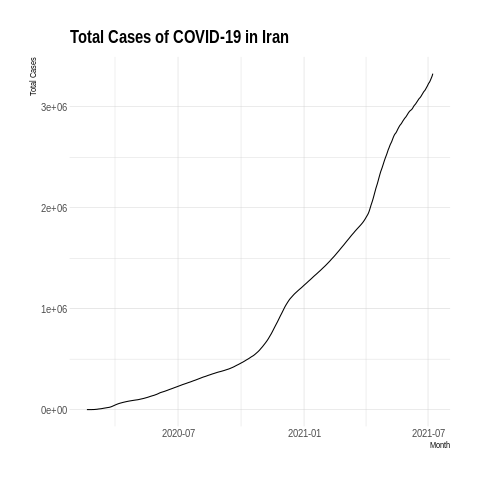 Total Cases of COVID-19 in Iran
Total Cases
3e+06
2e+06
1e+06
0e+00
2020-07
2021-01
2021-07
Month